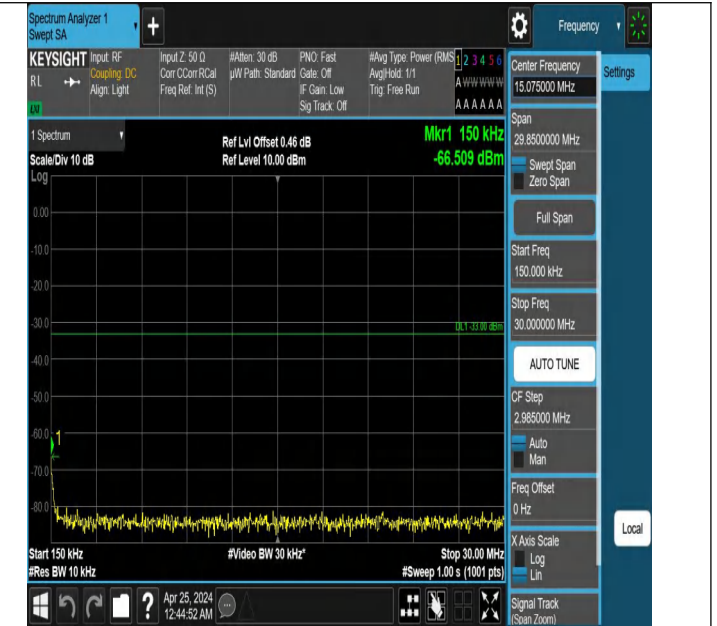 Spectrum Analyzer 1
Swept SA
+
Frequency
KEYSIGHT
RL
Input: RF
Coupling: DC
Align: Light
Input Z: 50 Ω
Corr CCorr RCal
Freq Ref: Int (S)
#Atten: 30 dB
µW Path: Standard
PNO: Fast
Gate: Off
IF Gain: Low
Sig Track: Off
#Avg Type: Power (RMS
Avg|Hold: 1/1
Trig: Free Run
1 2 3 4 5 6
A W W W W W
A A A A A A
1 Spectrum
Scale/Div 10 dB
Ref Lvl Offset 0.46 dB
Ref Level 10.00 dBm
Mkr1 150 kHz
-66.509 dBm
Log
0.00
-10.0
-20.0
-30.0
-40.0
-50.0
-60.0
-70.0
-80.0
DL1 -33.00 dBm
1
Start 150 kHz
#Res BW 10 kHz
#Video BW 30 kHz*
Stop 30.00 MHz
#Sweep 1.00 s (1001 pts)
?
Apr 25, 2024
12:44:52 AM
Center Frequency
15.075000 MHz
Settings
Span
29.8500000 MHz
Swept Span
Zero Span
Full Span
Start Freq
150.000 kHz
Stop Freq
30.000000 MHz
AUTO TUNE
CF Step
2.985000 MHz
Auto
Man
Freq Offset
0 Hz
Local
X Axis Scale
Log
Lin
Signal Track
(Span Zoom)